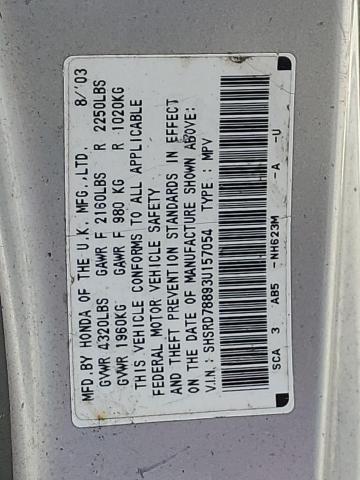 MFD.BY HONDA OF THE U.K. MFG.,LTD. 8/'03
GVWR 4320LBS GAWR F 2160LBS R 2250LBS
GVWR 1960KG GAWR F 980 KG R 1020KG
THIS VEHICLE CONFORMS TO ALL APPLICABLE
FEDERAL MOTOR VEHICLE SAFETY
AND THEFT PREVENTION STANDARDS IN EFFECT
ON THE DATE OF MANUFACTURE SHOWN ABOVE:
V.I.N: SHSRD78893U157054 TYPE: MPV
SCA 3 AB5 -NH623M -A -U